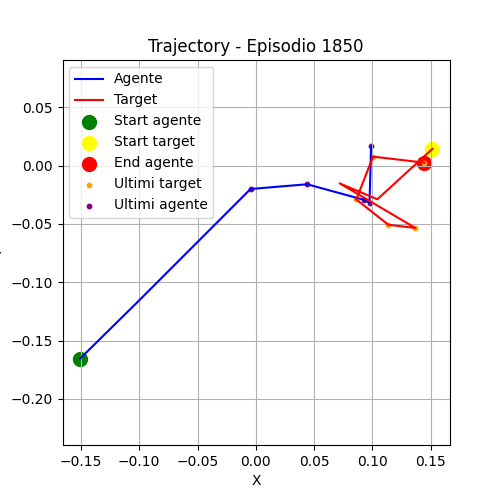 Trajectory - Episodio 1850
Agente
Target
Start agente
Start target
End agente
Ultimi target
Ultimi agente
0.05
0.00
−0.05
−0.10
−0.15
−0.20
−0.15
−0.10
−0.05
0.00
0.05
0.10
0.15
X